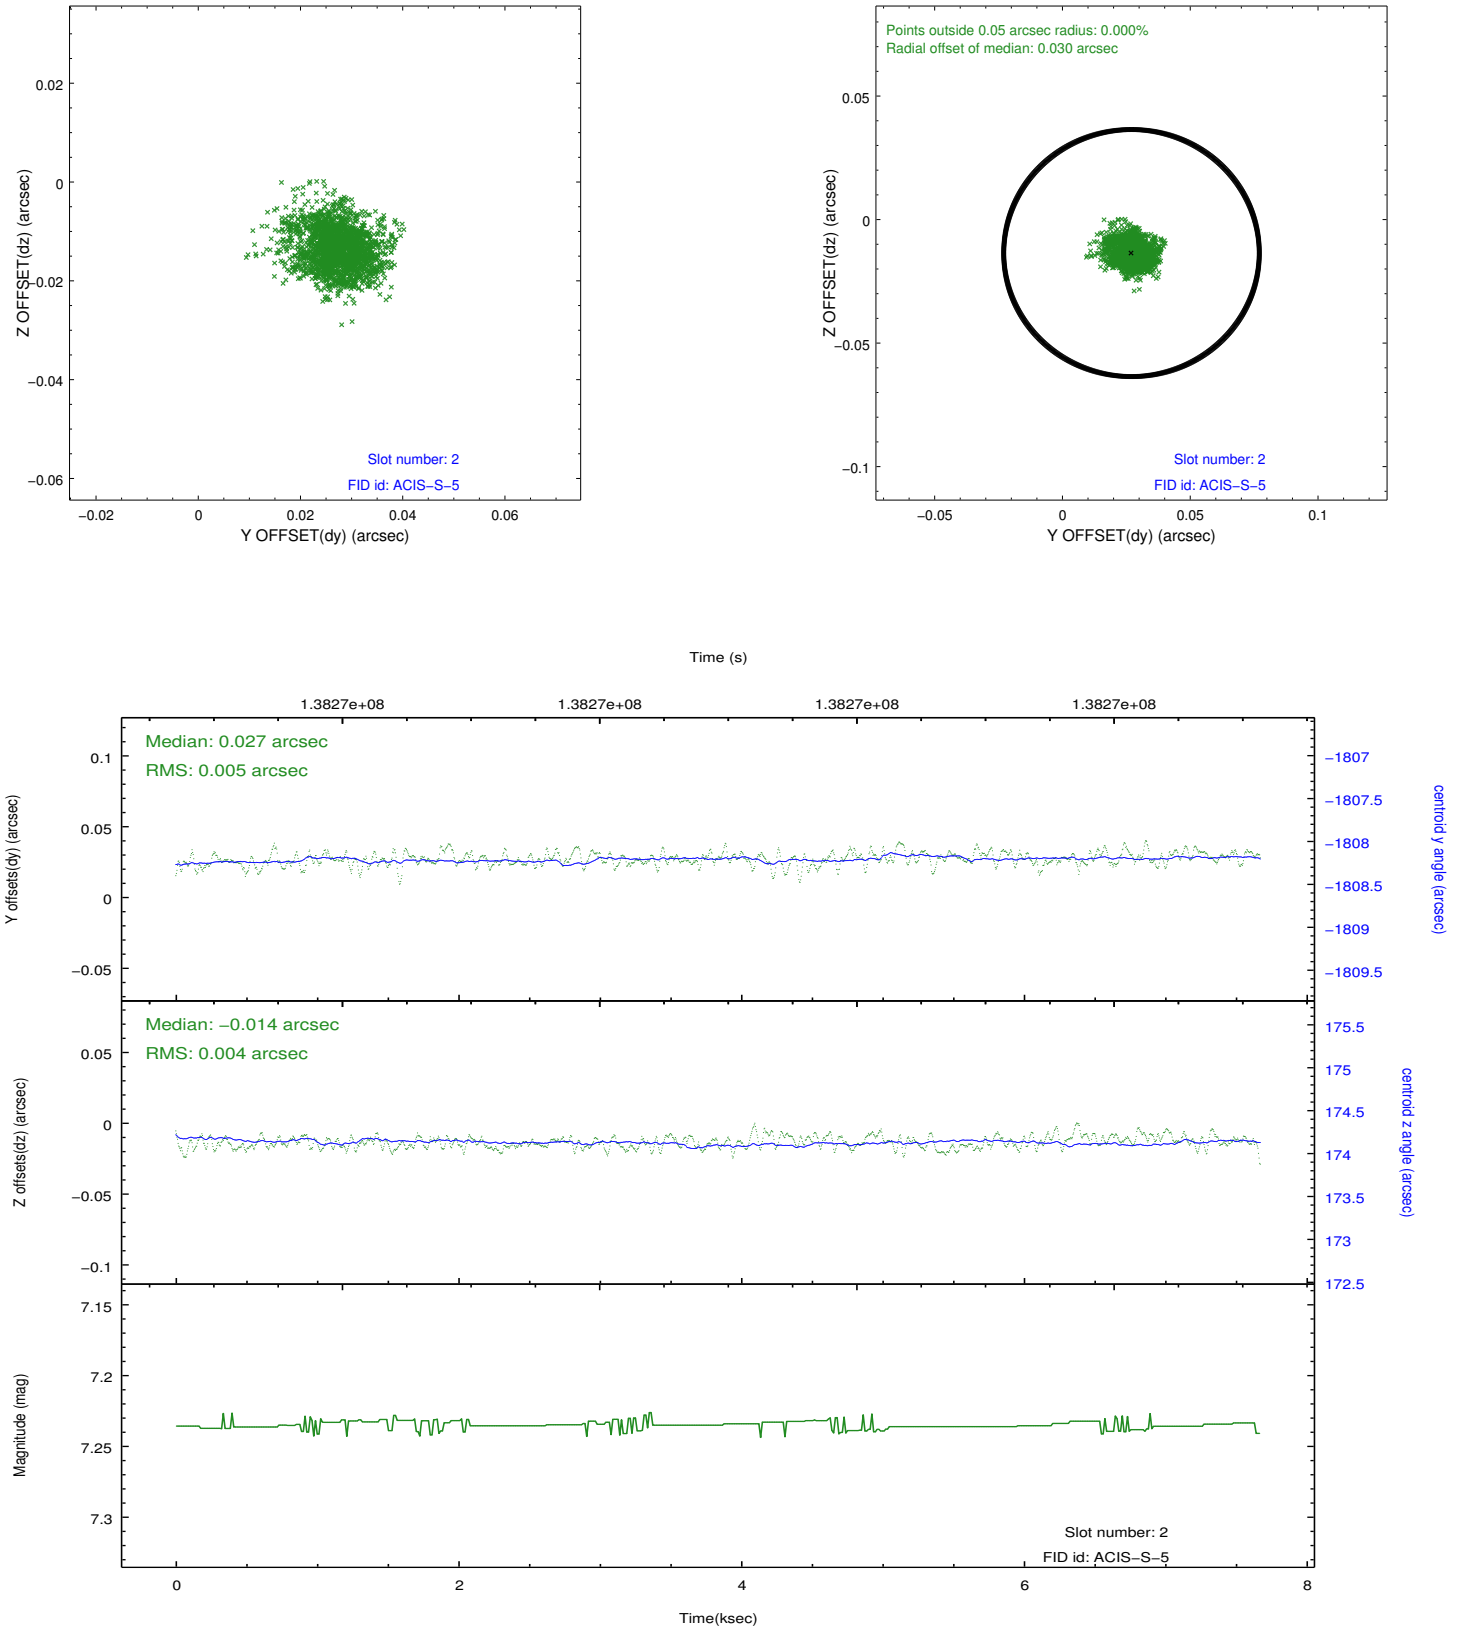 0.02
0
−0.02
−0.04
−0.06
Z OFFSET(dz) (arcsec)
Slot number: 2
FID id: ACIS−S−5
−0.02
0
0.02
0.04
0.06
Y OFFSET(dy) (arcsec)
Points outside 0.05 arcsec radius: 0.000%
Radial offset of median: 0.030 arcsec
0.05
0
−0.05
−0.1
Z OFFSET(dz) (arcsec)
Slot number: 2
FID id: ACIS−S−5
−0.05
0
0.05
0.1
Y OFFSET(dy) (arcsec)
Time (s)
1.3827e+08
1.3827e+08
1.3827e+08
1.3827e+08
Median: 0.027 arcsec
RMS: 0.005 arcsec
0.1
0.05
0
−0.05
Y offsets(dy) (arcsec)
−1807
−1807.5
−1808
−1808.5
−1809
−1809.5
centroid y angle (arcsec)
Median: −0.014 arcsec
RMS: 0.004 arcsec
0.05
0
−0.05
−0.1
Z offsets(dz) (arcsec)
175.5
175
174.5
174
173.5
173
172.5
centroid z angle (arcsec)
7.15
7.2
7.25
7.3
Magnitude (mag)
Slot number: 2
FID id: ACIS−S−5
0
2
4
6
8
Time(ksec)